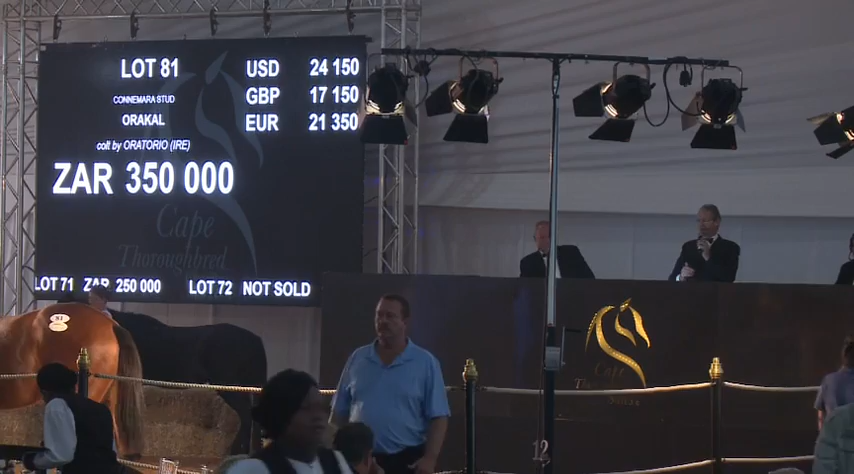 LOT 81 USD 24 150
CONNEMARA STUD GBP 17 150
ORAKAL EUR 21 350
colt by ORATORIO (IRE)
ZAR 350 000
Cape
Thoroughbred
LOT 71 ZAR 250 000 LOT 72 NOT SOLD
81
Cape
12